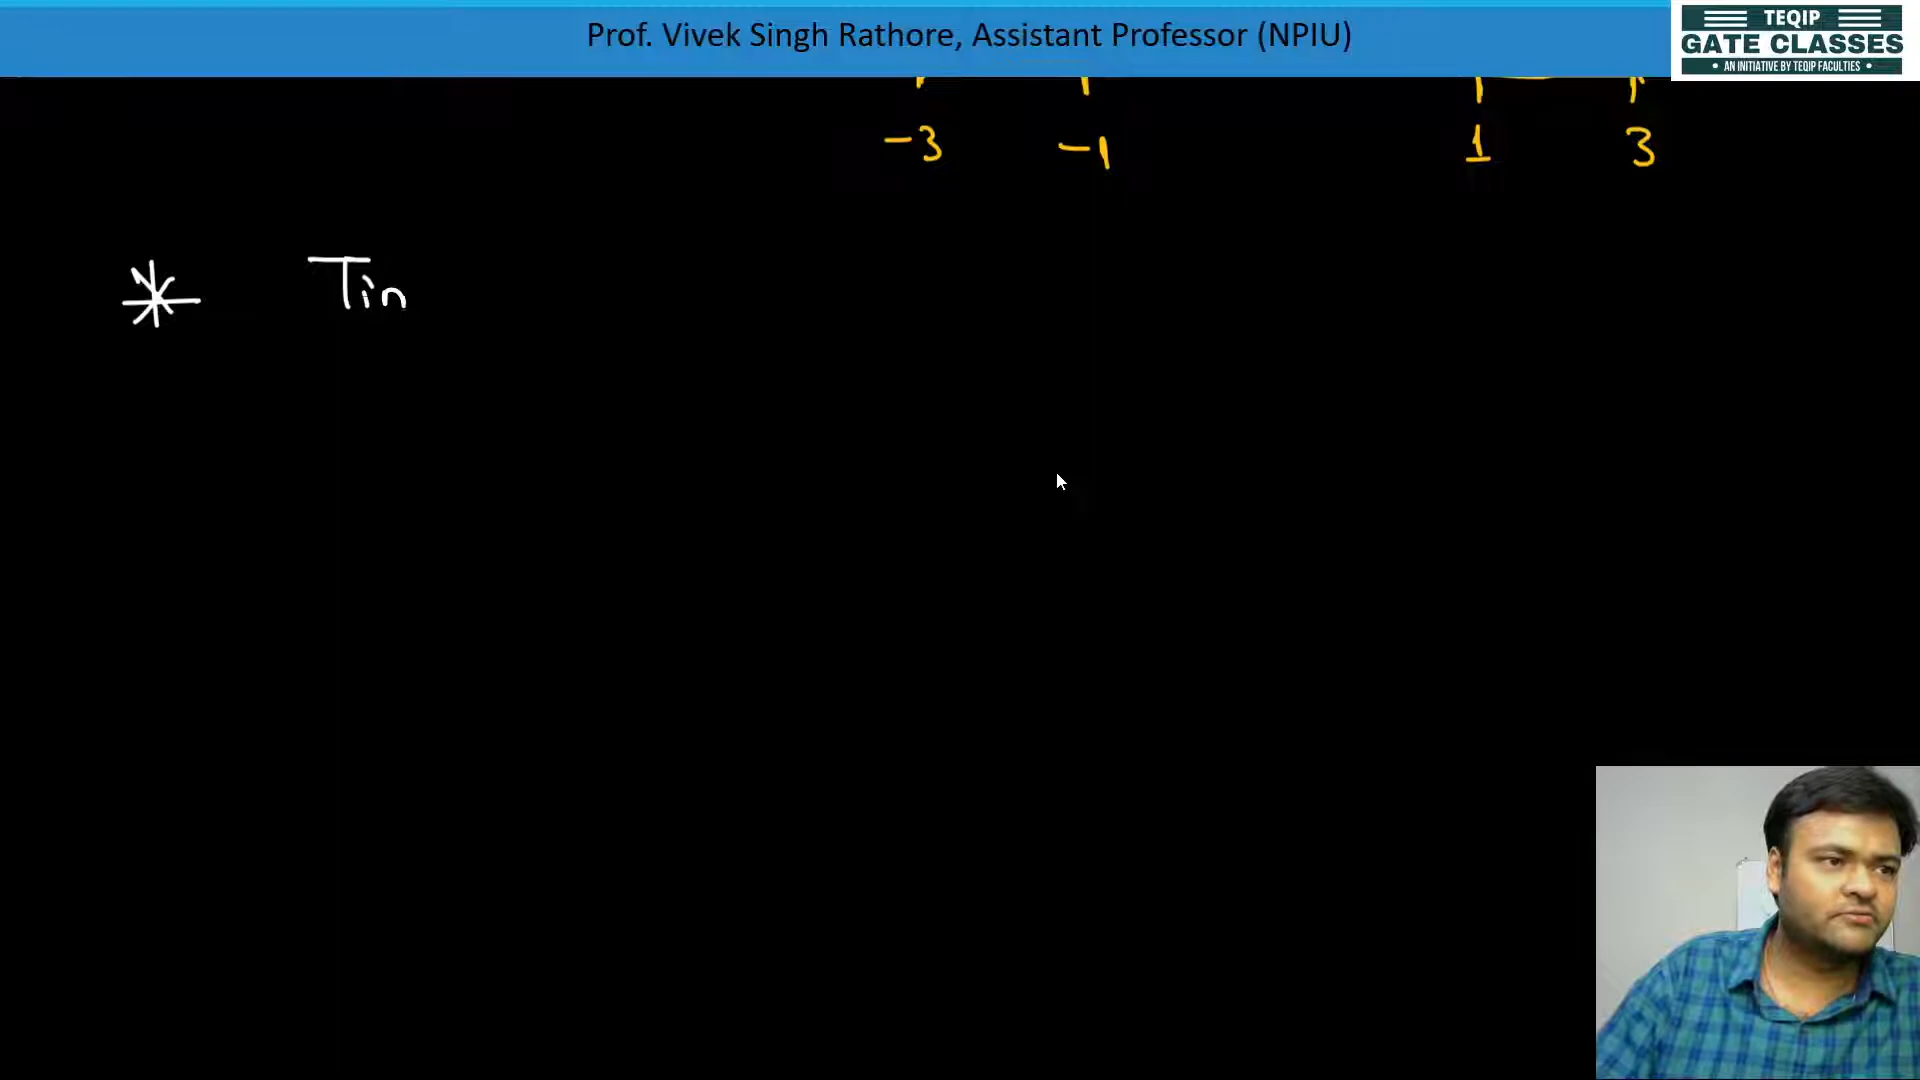 Prof. Vivek Singh Rathore, Assistant Professor (NPIU)
TEQIP
GATE CLASSES
• AN INITIATIVE BY TEQIP FACULTIES •
-3 -1 1 3
* Tin